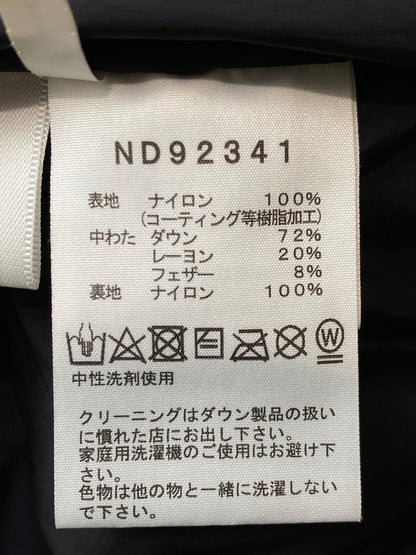 ND92341
表地 ナイロン 100%
(コーティング等樹脂加工)
中わた ダウン 72%
レーヨン 20%
フェザー 8%
裏地 ナイロン 100%
W
中性洗剤使用
クリーニングはダウン製品の扱い
に慣れた店にお出し下さい。
家庭用洗濯機のご使用はお避け下
さい。
色物は他の物と一緒に洗濯しない
で下さい。